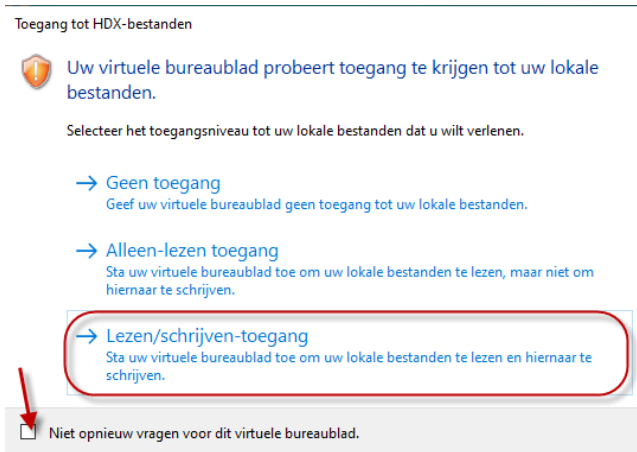 Toegang tot HDX-bestanden
Uw virtuele bureaublad probeert toegang te krijgen tot uw lokale
bestanden.
Selecteer het toegangsniveau tot uw lokale bestanden dat u wilt verlenen.
Geen toegang
Geef uw virtuele bureaublad geen toegang tot uw lokale bestanden.
Alleen-lezen toegang
Sta uw virtuele bureaublad toe om uw lokale bestanden te lezen, maar niet om
hiernaar te schrijven.
Lezen/schrijven-toegang
Sta uw virtuele bureaublad toe om uw lokale bestanden te lezen en hiernaar te
schrijven.
Niet opnieuw vragen voor dit virtuele bureaublad.